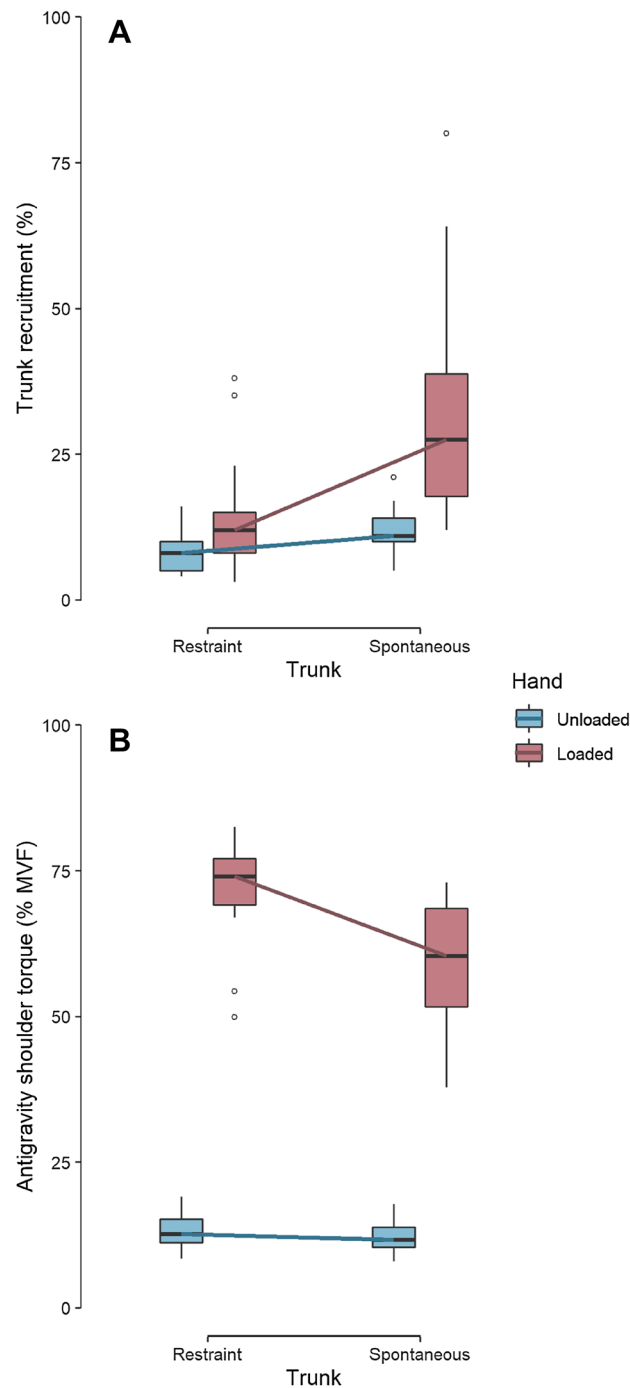 A
100
75
50
25
0
Trunk recruitment (%)
Restraint
Spontaneous
Trunk
Hand
Unloaded
Loaded
B
100
75
50
25
0
Antigravity shoulder torque (% MVF)
Restraint
Spontaneous
Trunk